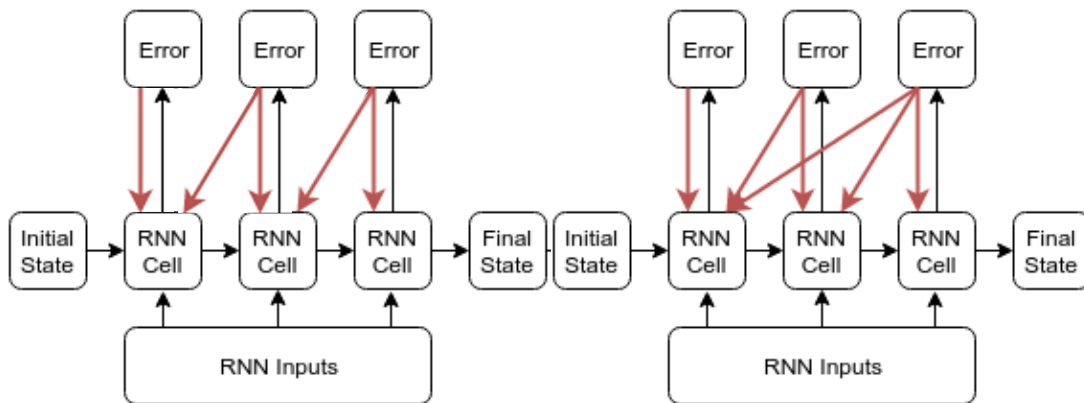 Error Error Error Error Error Error
Initial
State
RNN
Cell
RNN
Cell
RNN
Cell
Final
State
Initial
State
RNN
Cell
RNN
Cell
RNN
Cell
Final
State
RNN Inputs
RNN Inputs